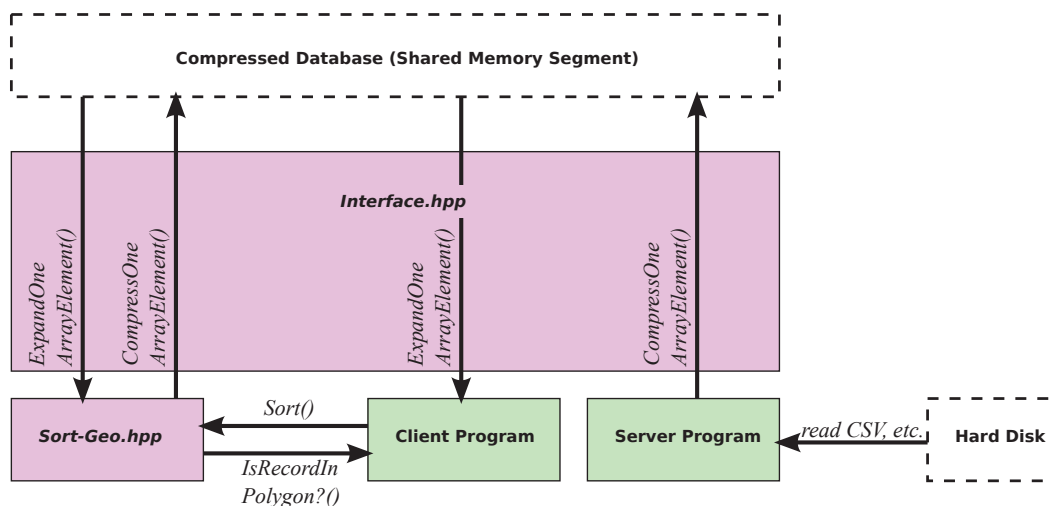 Compressed Database (Shared Memory Segment)
Interface.hpp
ExpandOne
ArrayElement()
CompressOne
ArrayElement()
ExpandOne
ArrayElement()
CompressOne
ArrayElement()
Sort-Geo.hpp
Sort()
IsRecordIn
Polygon?()
Client Program
Server Program
read CSV, etc.
Hard Disk